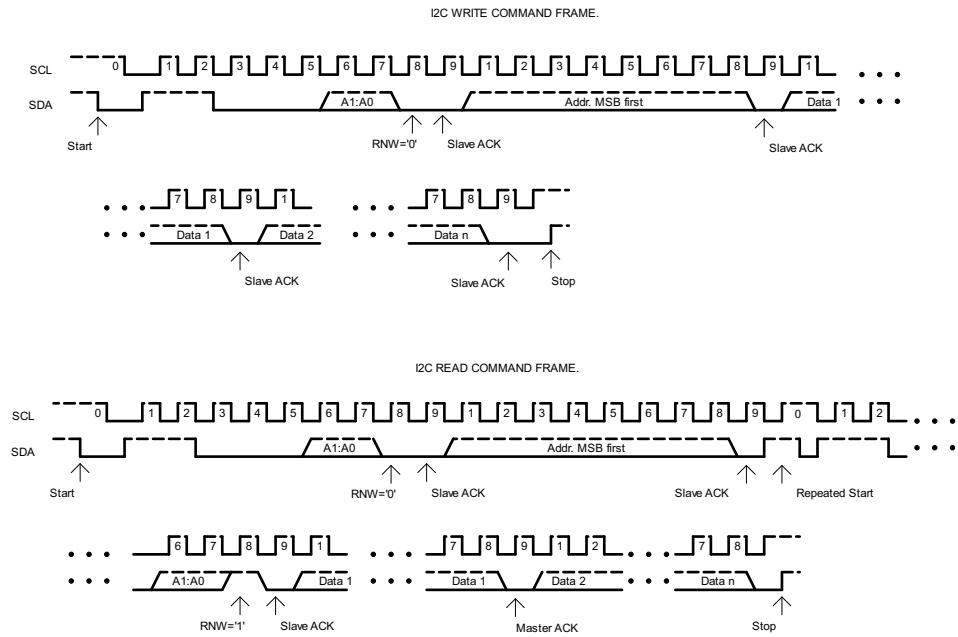 I2C WRITE COMMAND FRAME.
SCL 0 1 2 3 4 5 6 7 8 9 1 2 3 4 5 6 7 8 9 1
SDA A1:A0 Addr. MSB first Data 1
Start RNW='0' Slave ACK Slave ACK
7 8 9 1 7 8 9
Data 1 Data 2 Data n
Slave ACK Slave ACK Stop
I2C READ COMMAND FRAME.
SCL 0 1 2 3 4 5 6 7 8 9 1 2 3 4 5 6 7 8 9 0 1 2
SDA A1:A0 Addr. MSB first
Start RNW='0' Slave ACK Slave ACK Repeated Start
6 7 8 9 1 7 8 9 1 2 7 8
A1:A0 Data 1 Data 1 Data 2 Data n
RNW='1' Slave ACK Master ACK Stop